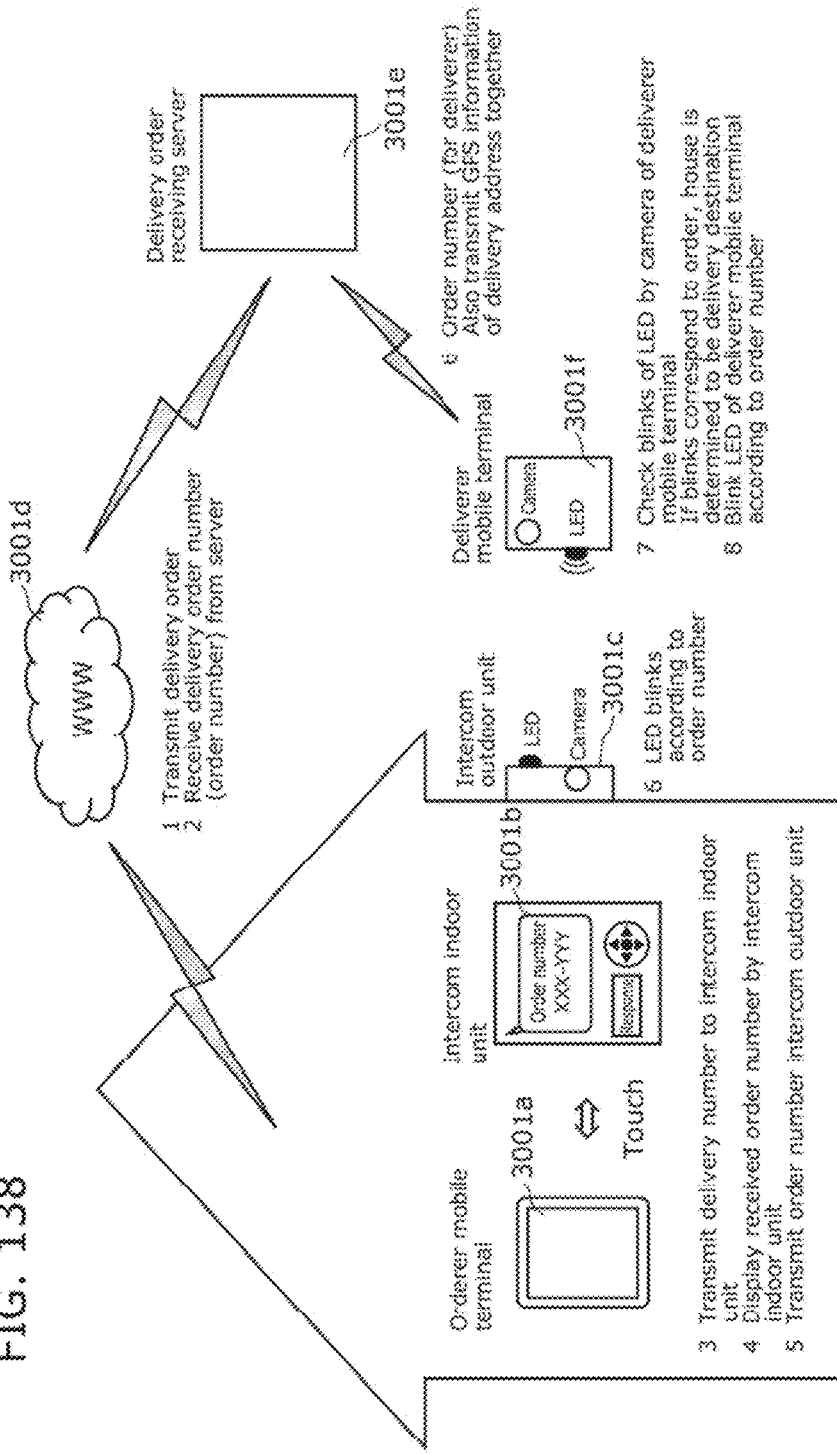 FIG. 138
3001d
WWW
1 Transmit delivery order
2 Receive delivery order number
(order number) from server
Delivery order
receiving server
3001e
6 Order number (for deliverer)
Also transmit GPS information
of delivery address together
Orderer mobile
terminal
3001a
Touch
Intercom indoor
unit
3001b
Order number
XXX-YYY
Response
3 Transmit delivery number to intercom indoor
unit
4 Display received order number by intercom
indoor unit
5 Transmit order number intercom outdoor unit
Intercom
outdoor unit
LED
Camera
3001c
6 LED blinks
according to
order number
Deliverer
mobile terminal
Camera
LED
3001f
7 Check blinks of LED by camera of deliverer
mobile terminal
If blinks correspond to order, house is
determined to be delivery destination
8 Blink LED of deliverer mobile terminal
according to order number